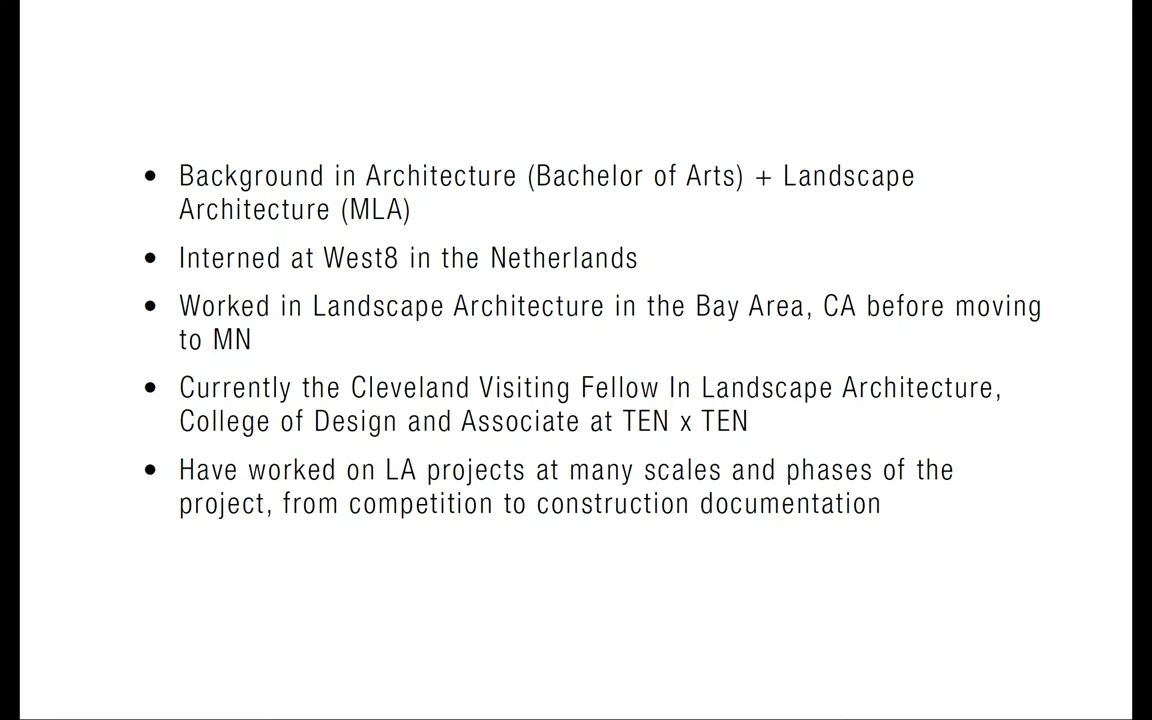 • Background in Architecture (Bachelor of Arts) + Landscape
Architecture (MLA)
• Interned at West8 in the Netherlands
• Worked in Landscape Architecture in the Bay Area, CA before moving
to MN
• Currently the Cleveland Visiting Fellow In Landscape Architecture,
College of Design and Associate at TEN x TEN
• Have worked on LA projects at many scales and phases of the
project, from competition to construction documentation